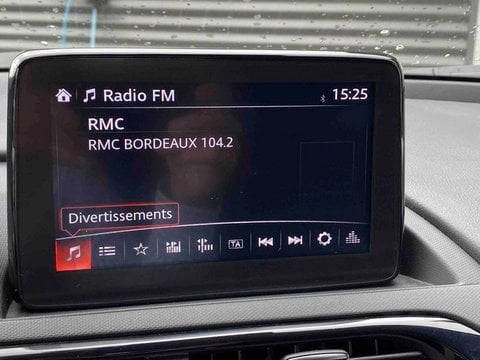 Radio FM 15:25
RMC
RMC BORDEAUX 104.2
Divertissements
TA